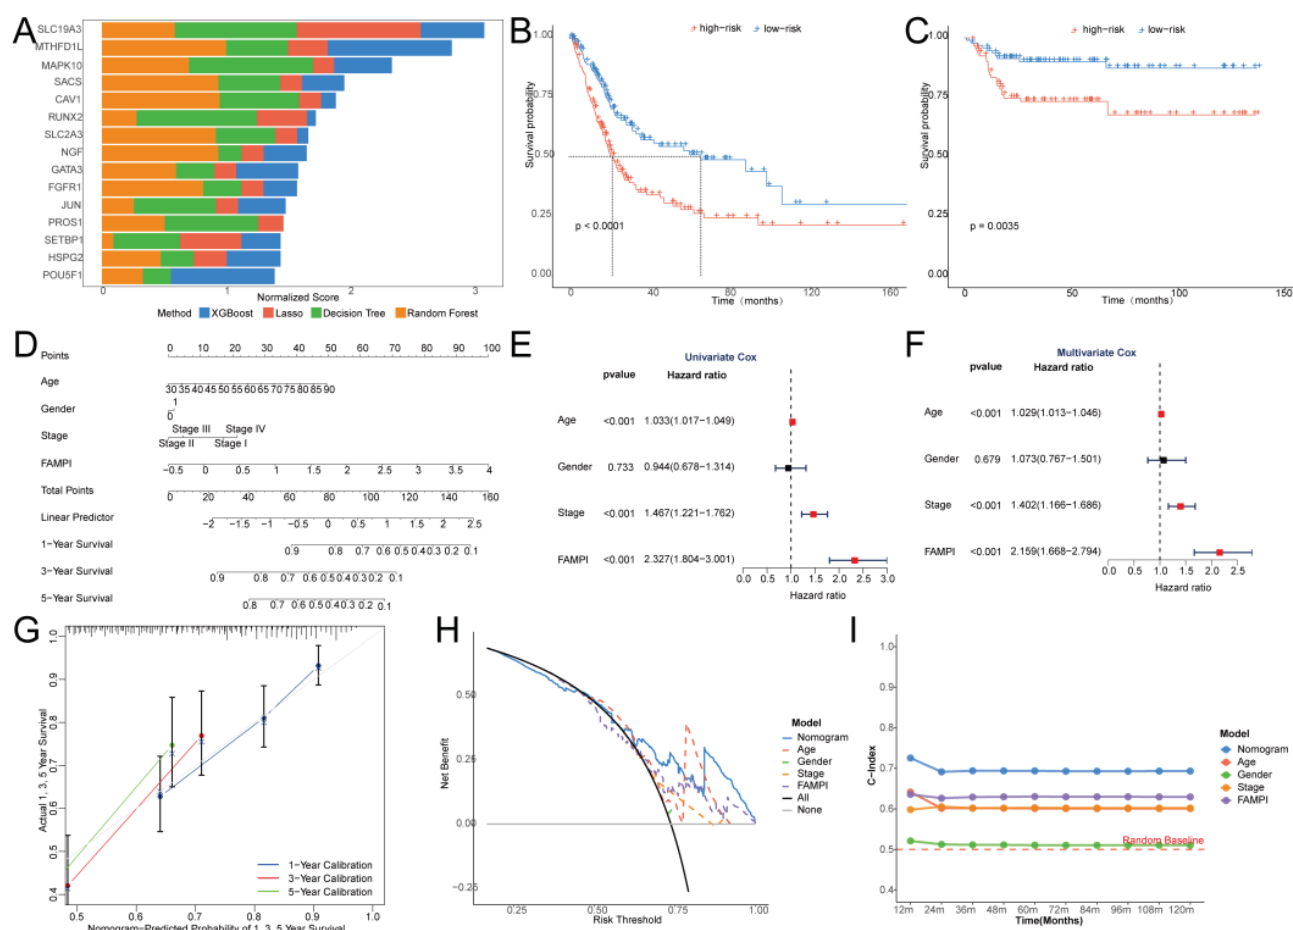 A
SLC19A3
MTHFD1L
MAPK10
SACS
CAV1
RUNX2
SLC2A3
NGF
GATA3
FGFR1
JUN
PROS1
SETBP1
HSPG2
POU5F1
0 1 2 3
Normalized Score
Method XGBoost Lasso Decision Tree Random Forest
B
high-risk low-risk
Survival probability
1.00
0.75
0.50
0.25
0.00
p < 0.0001
0 40 80 120 160
Time (months)
C
high-risk low-risk
Survival probability
1.00
0.75
0.50
0.25
0.00
p = 0.0035
0 50 100 150
Time (months)
D
Points
0 10 20 30 40 50 60 70 80 90 100
Age
30 35 40 45 50 55 60 65 70 75 80 85 90
Gender
1
0
Stage
Stage III Stage IV
Stage II Stage I
FAMPI
−0.5 0 0.5 1 1.5 2 2.5 3 3.5 4
Total Points
0 20 40 60 80 100 120 140 160
Linear Predictor
−2 −1.5 −1 −0.5 0 0.5 1 1.5 2 2.5
1−Year Survival
0.9 0.8 0.7 0.6 0.5 0.4 0.3 0.2 0.1
3−Year Survival
0.9 0.8 0.7 0.6 0.5 0.4 0.3 0.2 0.1
5−Year Survival
0.8 0.7 0.6 0.5 0.4 0.3 0.2 0.1
E
Univariate Cox
pvalue Hazard ratio
Age <0.001 1.033(1.017−1.049)
Gender 0.733 0.944(0.678−1.314)
Stage <0.001 1.467(1.221−1.762)
FAMPI <0.001 2.327(1.804−3.001)
0.0 0.5 1.0 1.5 2.0 2.5 3.0
Hazard ratio
F
Multivariate Cox
pvalue Hazard ratio
Age <0.001 1.029(1.013−1.046)
Gender 0.679 1.073(0.767−1.501)
Stage <0.001 1.402(1.166−1.686)
FAMPI <0.001 2.159(1.668−2.794)
0.0 0.5 1.0 1.5 2.0 2.5
Hazard ratio
G
Actual 1, 3, 5 Year Survival
1.0
0.9
0.8
0.7
0.6
0.5
0.4
1−Year Calibration
3−Year Calibration
5−Year Calibration
0.5 0.6 0.7 0.8 0.9 1.0
Nomogram−Predicted Probability of 1, 3, 5 Year Survival
H
Net Benefit
0.50
0.25
0.00
−0.25
0.25 0.50 0.75 1.00
Risk Threshold
Model
Nomogram
Age
Gender
Stage
FAMPI
All
None
I
C−Index
1.0
0.9
0.8
0.7
0.6
0.5
0.4
Random Baseline
12m 24m 36m 48m 60m 72m 84m 96m 108m 120m
Time(Months)
Model
Nomogram
Age
Gender
Stage
FAMPI